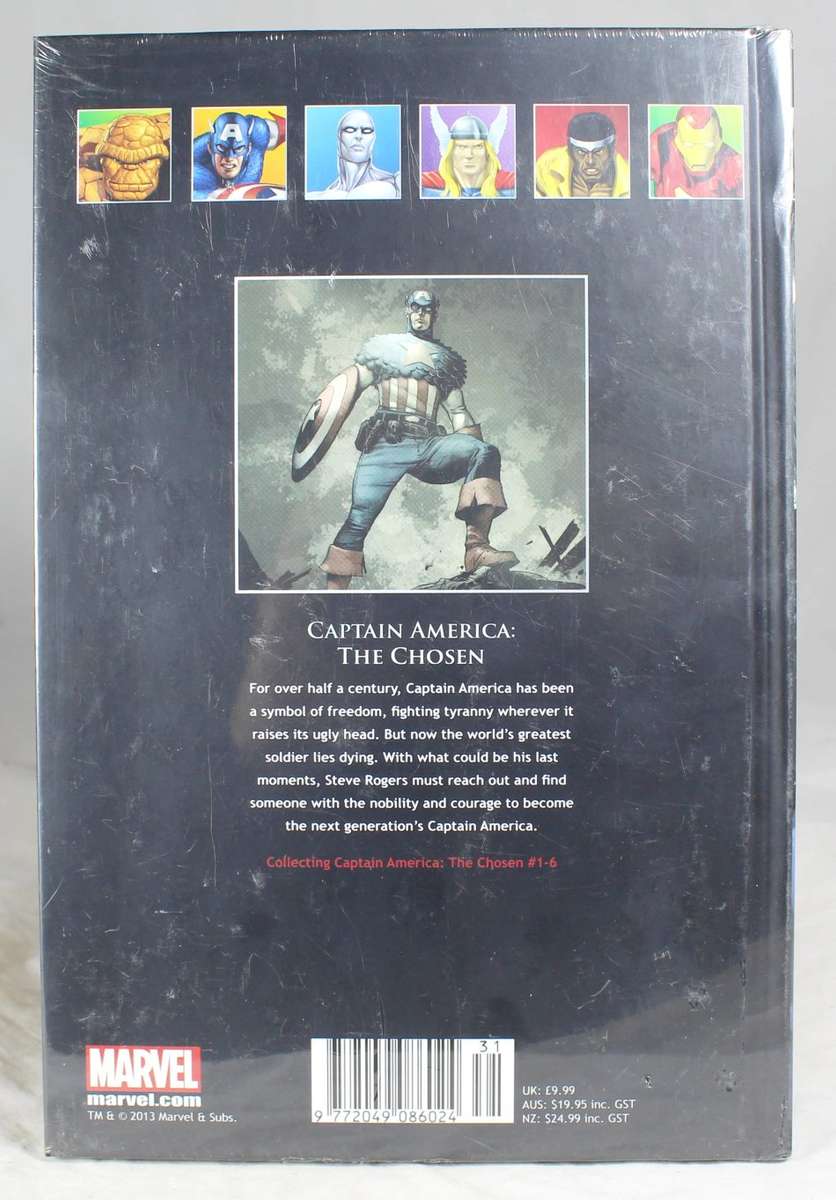 CAPTAIN AMERICA:
THE CHOSEN
For over half a century, Captain America has been
a symbol of freedom, fighting tyranny wherever it
raises its ugly head. But now the world's greatest
soldier lies dying. With what could be his last
moments, Steve Rogers must reach out and find
someone with the nobility and courage to become
the next generation's Captain America.
Collecting Captain America: The Chosen #1-6
MARVEL
marvel.com
TM & © 2013 Marvel & Subs.
31
9 772049 086024
UK: £9.99
AUS: $19.95 inc. GST
NZ: $24.99 inc. GST